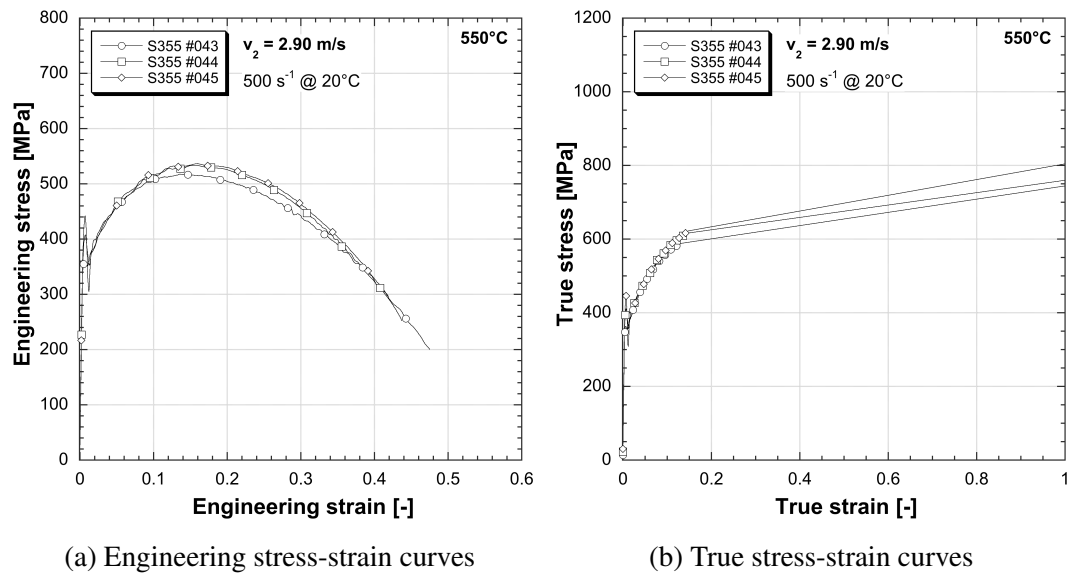 800
700
600
500
400
300
200
100
0
Engineering stress [MPa]
S355 #043
S355 #044
S355 #045
v₂ = 2.90 m/s
500 s⁻¹ @ 20°C
550°C
0 0.1 0.2 0.3 0.4 0.5 0.6
Engineering strain [-]
(a) Engineering stress-strain curves
1200
1000
800
600
400
200
0
True stress [MPa]
S355 #043
S355 #044
S355 #045
v₂ = 2.90 m/s
500 s⁻¹ @ 20°C
550°C
0 0.2 0.4 0.6 0.8 1
True strain [-]
(b) True stress-strain curves